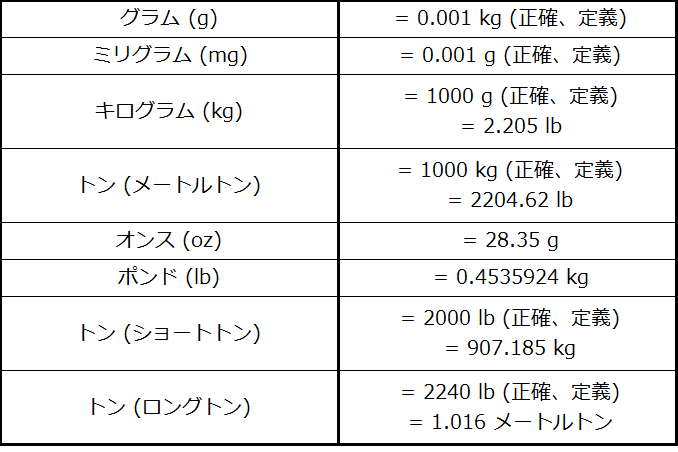 グラム (g)
= 0.001 kg (正確、定義)
ミリグラム (mg)
= 0.001 g (正確、定義)
キログラム (kg)
= 1000 g (正確、定義)
= 2.205 lb
トン (メートルトン)
= 1000 kg (正確、定義)
= 2204.62 lb
オンス (oz)
= 28.35 g
ポンド (lb)
= 0.4535924 kg
トン (ショートトン)
= 2000 lb (正確、定義)
= 907.185 kg
トン (ロングトン)
= 2240 lb (正確、定義)
= 1.016 メートルトン